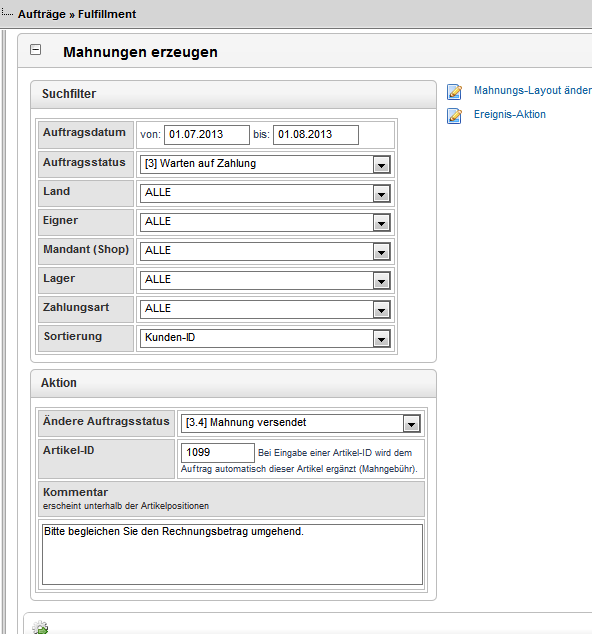 Aufträge » Fulfillment
Mahnungen erzeugen
Suchfilter
Auftragsdatum von: 01.07.2013 bis: 01.08.2013
Auftragsstatus [3] Warten auf Zahlung
Land ALLE
Eigner ALLE
Mandant (Shop) ALLE
Lager ALLE
Zahlungsart ALLE
Sortierung Kunden-ID
Mahnungs-Layout änder
Ereignis-Aktion
Aktion
Ändere Auftragsstatus [3.4] Mahnung versendet
Artikel-ID 1099 Bei Eingabe einer Artikel-ID wird dem
Auftrag automatisch dieser Artikel ergänzt (Mahngebühr).
Kommentar
erscheint unterhalb der Artikelpositionen
Bitte begleichen Sie den Rechnungsbetrag umgehend.